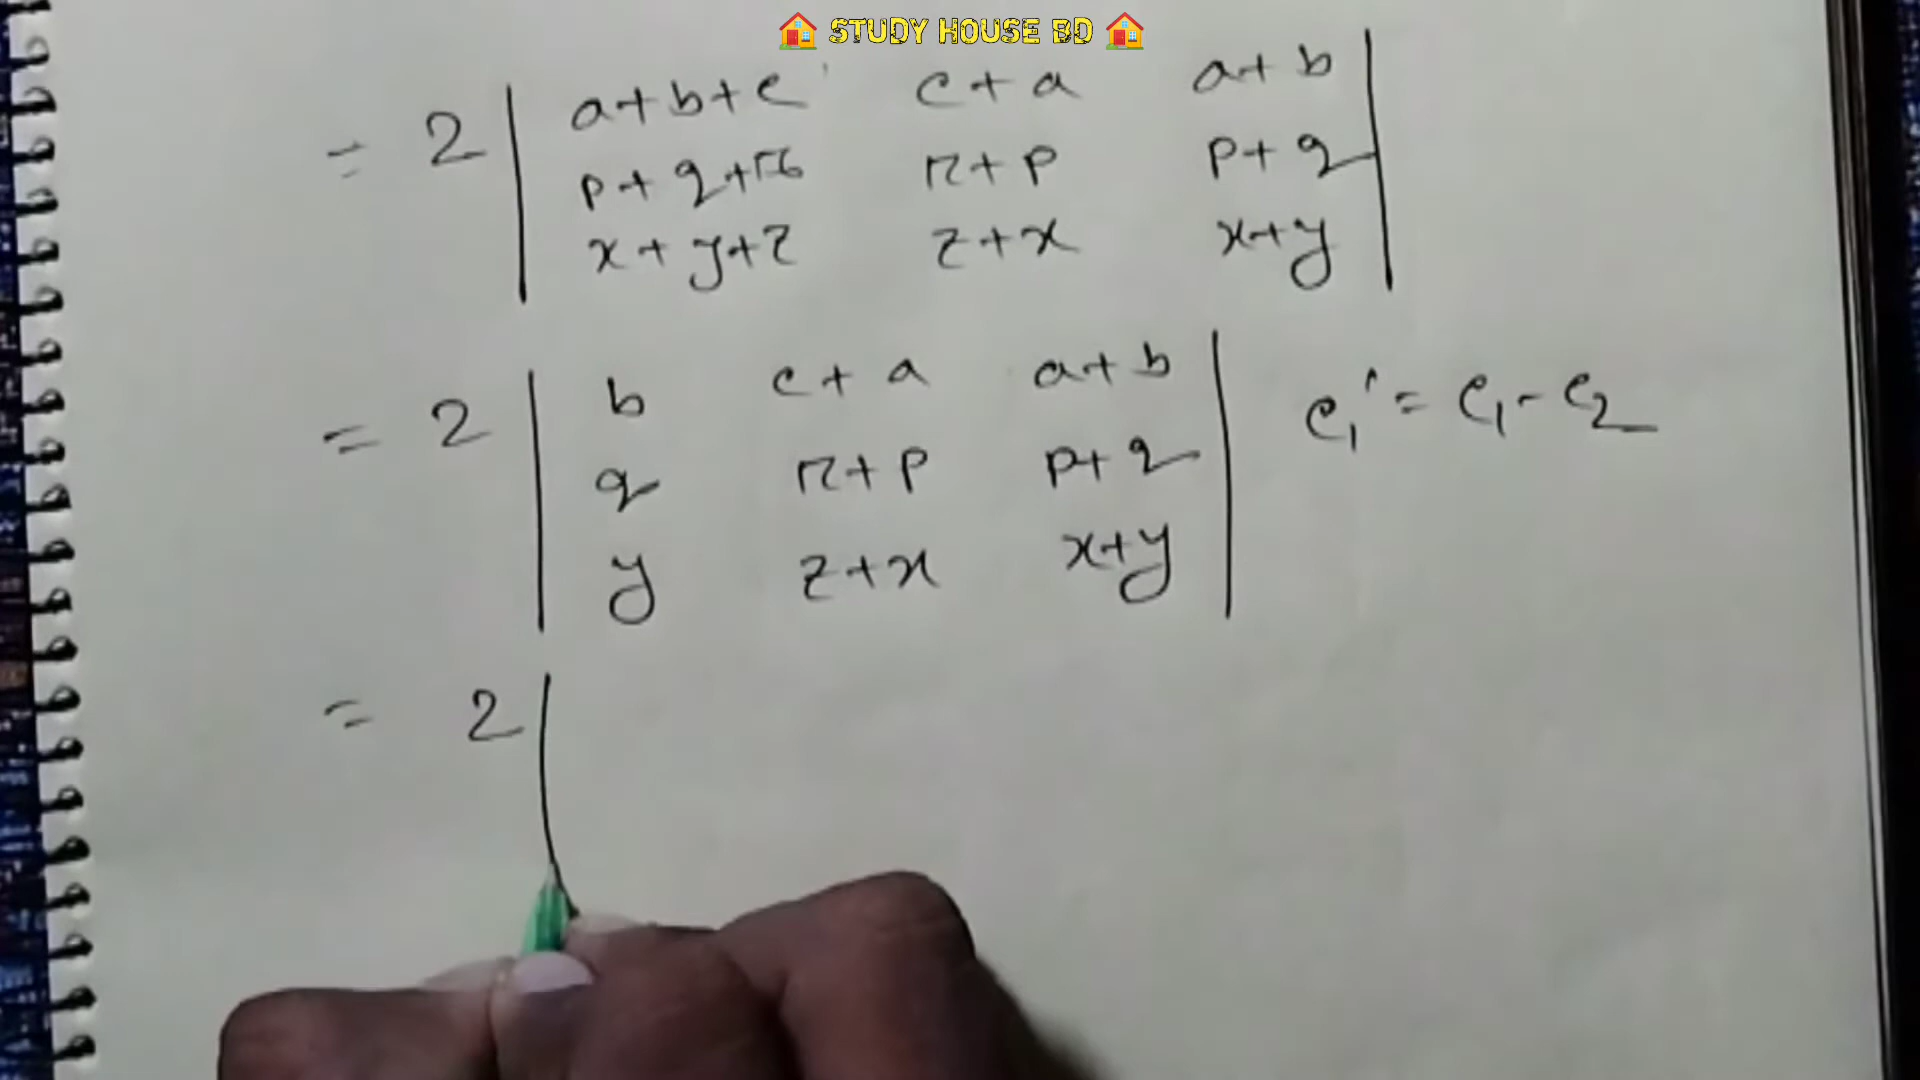 🏠 STUDY HOUSE BD 🏠
= 2 | a+b+c c+a a+b |
p+q+r r+p p+q
x+y+z z+x x+y
= 2 | b c+a a+b | c₁' = c₁-c₂
q r+p p+q
y z+x x+y
= 2 |